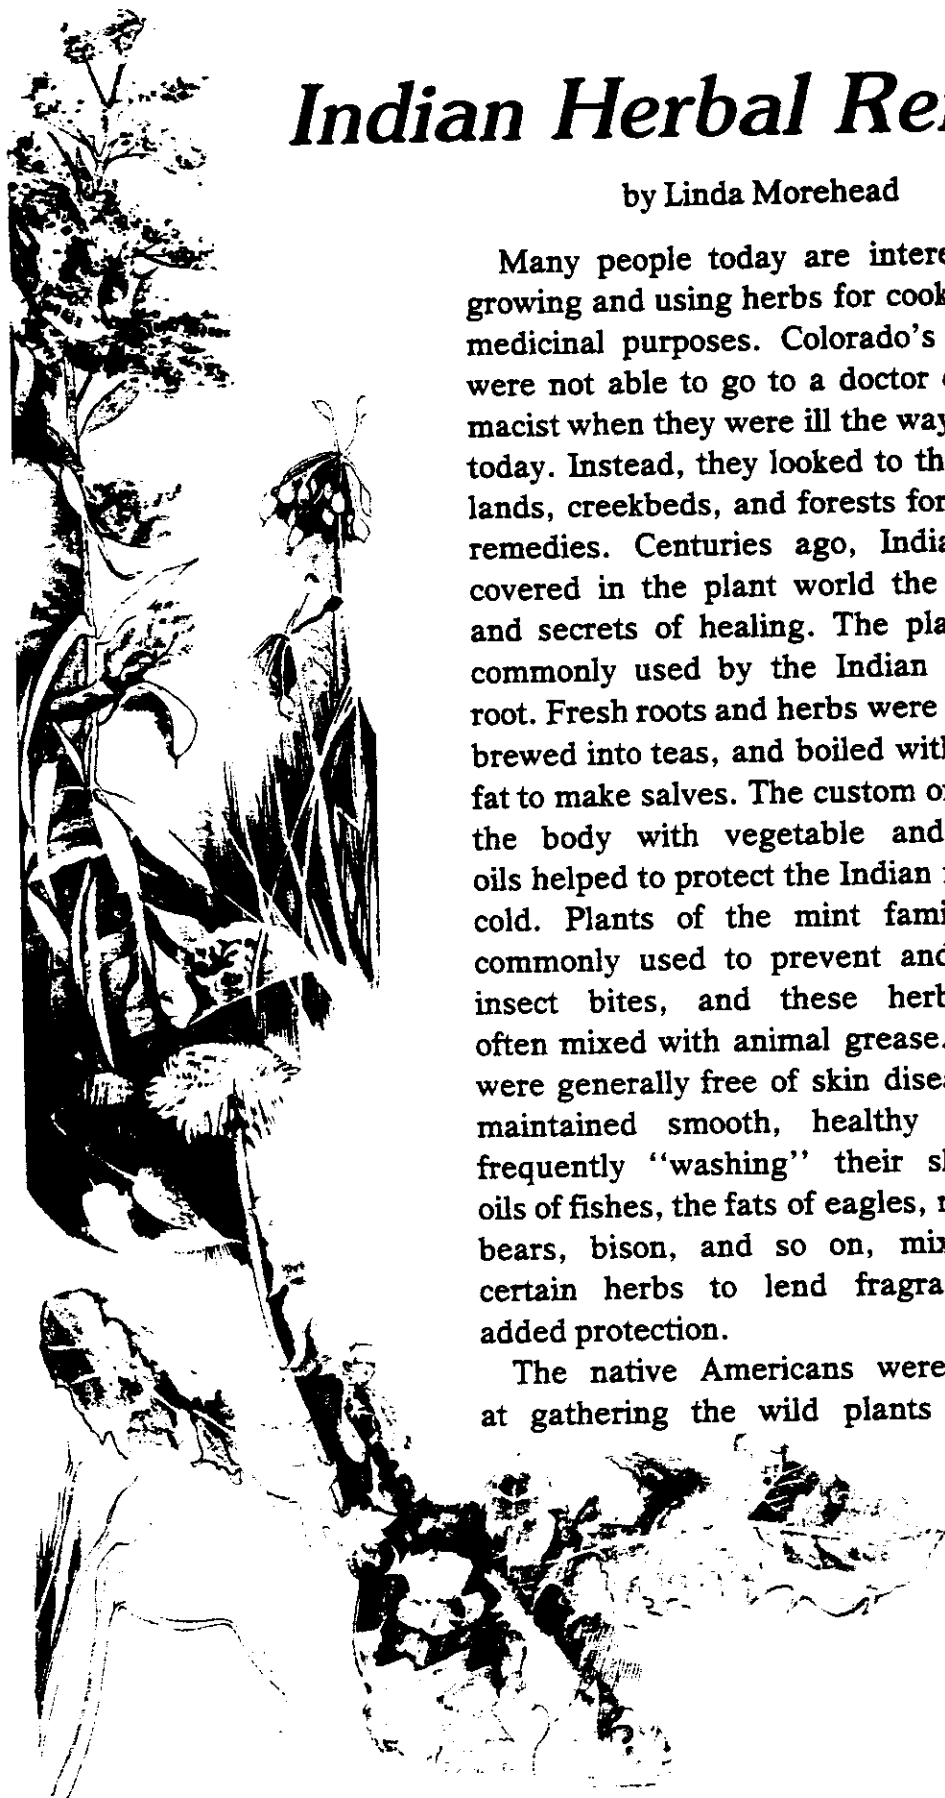 Indian Herbal Re
by Linda Morehead
Many people today are intere
growing and using herbs for cook
medicinal purposes. Colorado's
were not able to go to a doctor
macist when they were ill the way
today. Instead, they looked to th
lands, creekbeds, and forests for
remedies. Centuries ago, India
covered in the plant world the
and secrets of healing. The pla
commonly used by the Indian
root. Fresh roots and herbs were
brewed into teas, and boiled with
fat to make salves. The custom o
the body with vegetable and
oils helped to protect the Indian
cold. Plants of the mint fami
commonly used to prevent and
insect bites, and these herb
often mixed with animal grease.
were generally free of skin disea
maintained smooth, healthy
frequently “washing” their s
oils of fishes, the fats of eagles,
bears, bison, and so on, mix
certain herbs to lend fragra
added protection.
The native Americans were
at gathering the wild plants